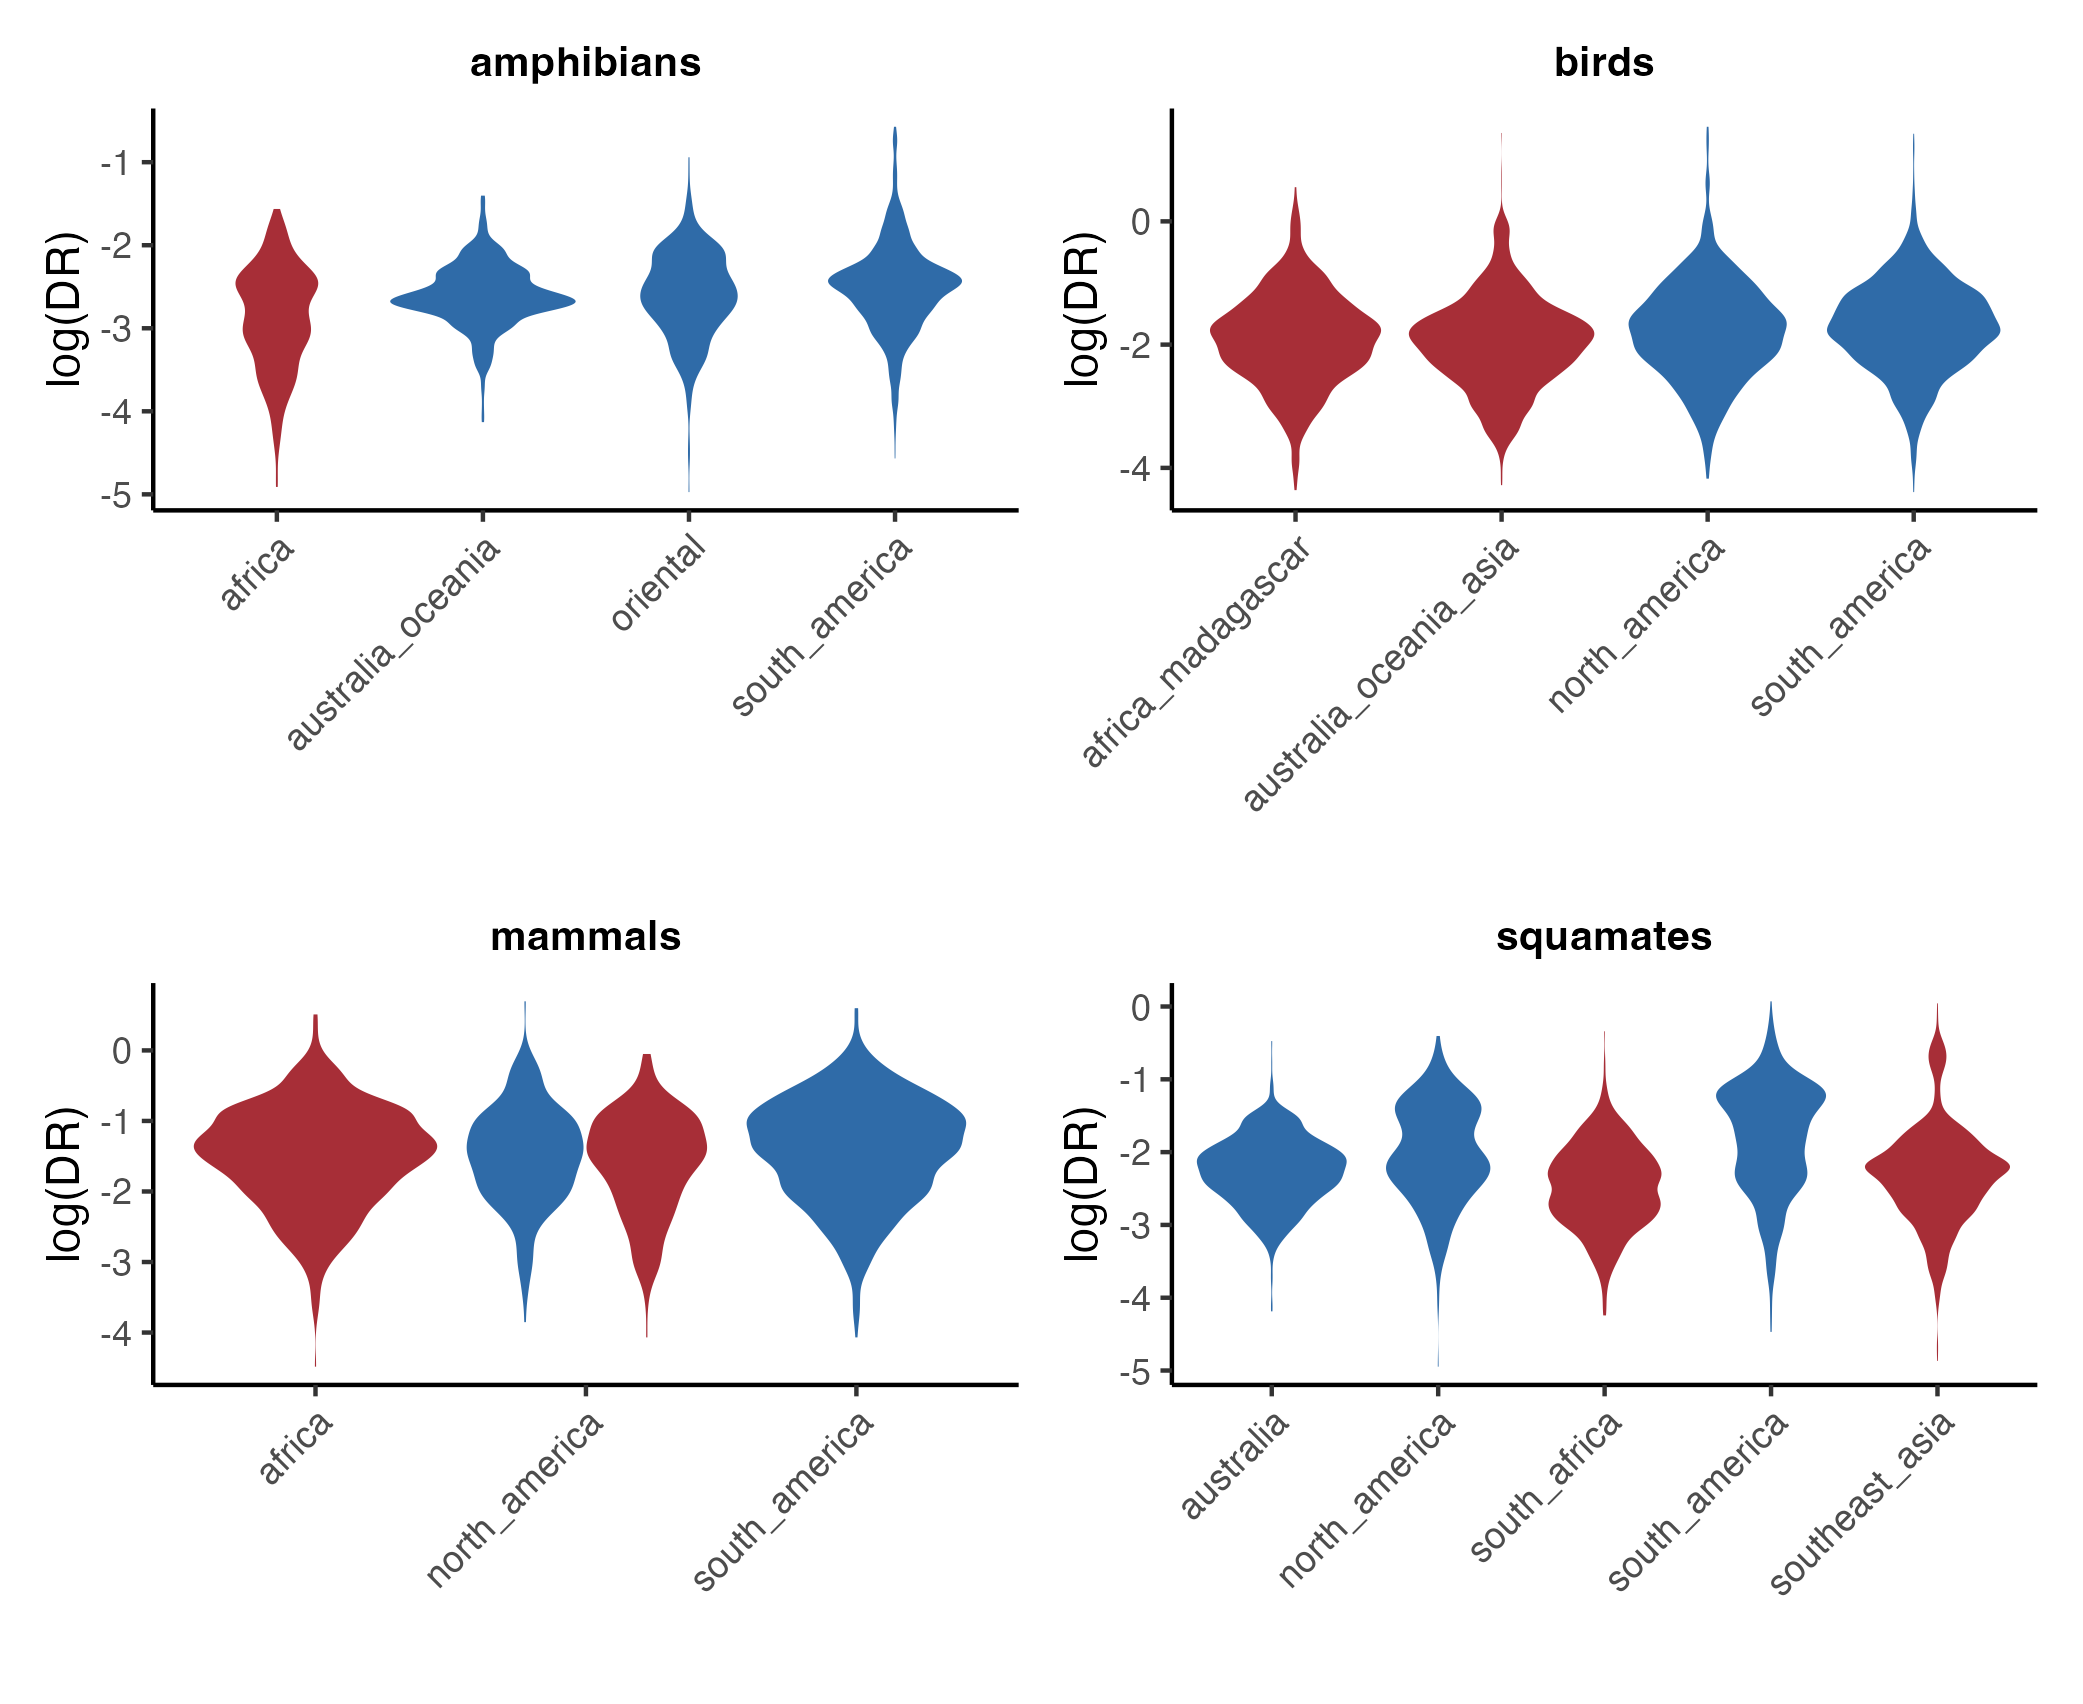 amphibians
log(DR)
-1
-2
-3
-4
-5
africa
australia_oceania
oriental
south_america
birds
log(DR)
0
-2
-4
africa_madagascar
australia_oceania_asia
north_america
south_america
mammals
log(DR)
0
-1
-2
-3
-4
africa
north_america
south_america
squamates
log(DR)
0
-1
-2
-3
-4
-5
australia
north_america
south_africa
south_america
southeast_asia